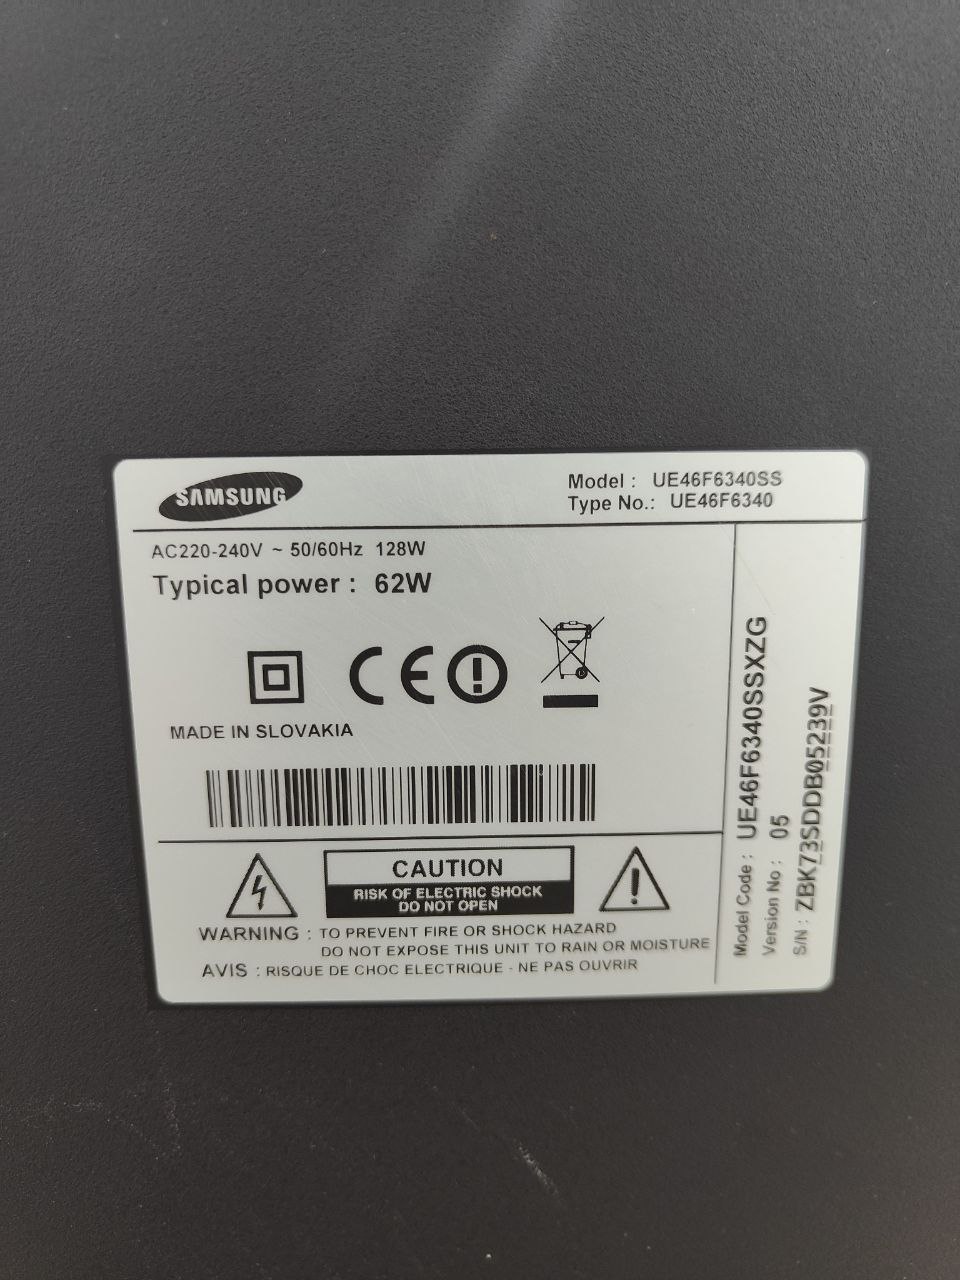 SAMSUNG
Model : UE46F6340SS
Type No.: UE46F6340
AC220-240V ~ 50/60Hz 128W
Typical power : 62W
MADE IN SLOVAKIA
CAUTION
RISK OF ELECTRIC SHOCK
DO NOT OPEN
WARNING : TO PREVENT FIRE OR SHOCK HAZARD
DO NOT EXPOSE THIS UNIT TO RAIN OR MOISTURE
AVIS : RISQUE DE CHOC ELECTRIQUE - NE PAS OUVRIR
Model Code : UE46F6340SSXZG
Version No : 05
S/N : ZBK73SDDB05239V